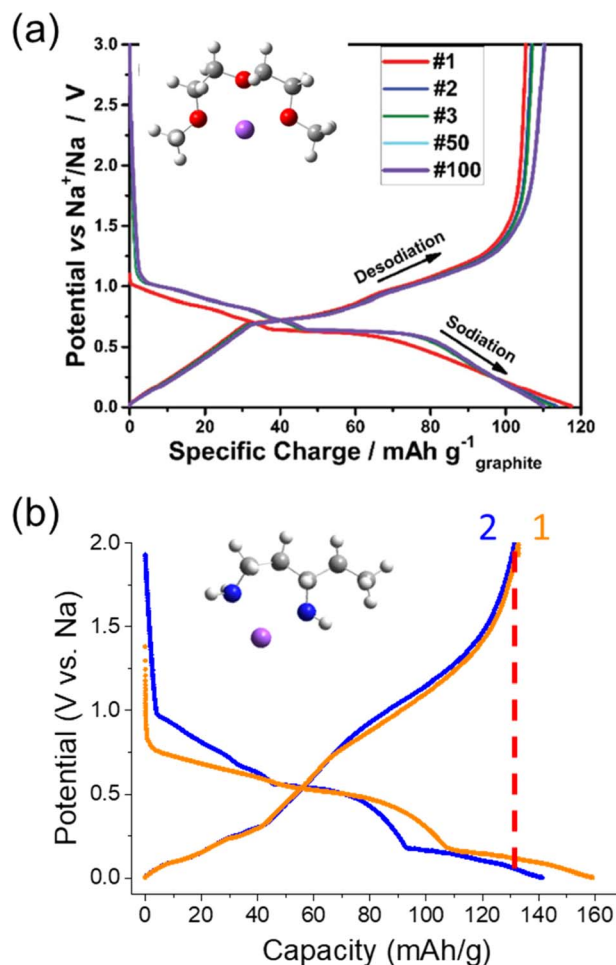 (a)
3.0
2.5
2.0
1.5
1.0
0.5
0.0
Potential vs Na⁺/Na / V
#1
#2
#3
#50
#100
Desodiation
Sodiation
0 20 40 60 80 100 120
Specific Charge / mAh g⁻¹ graphite
(b)
2 1
2.0
1.5
1.0
0.5
0.0
Potential (V vs. Na)
0 20 40 60 80 100 120 140 160
Capacity (mAh/g)